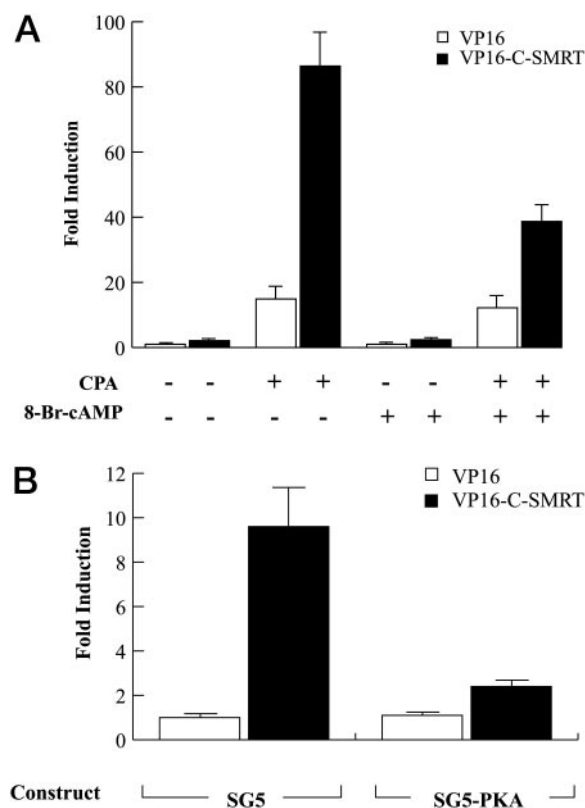 A
100
80
60
40
20
0
Fold Induction
VP16
VP16-C-SMRT
CPA - - + + - - + +
8-Br-cAMP - - - - + + + +
B
12
10
8
6
4
2
0
Fold Induction
VP16
VP16-C-SMRT
Construct SG5 SG5-PKA